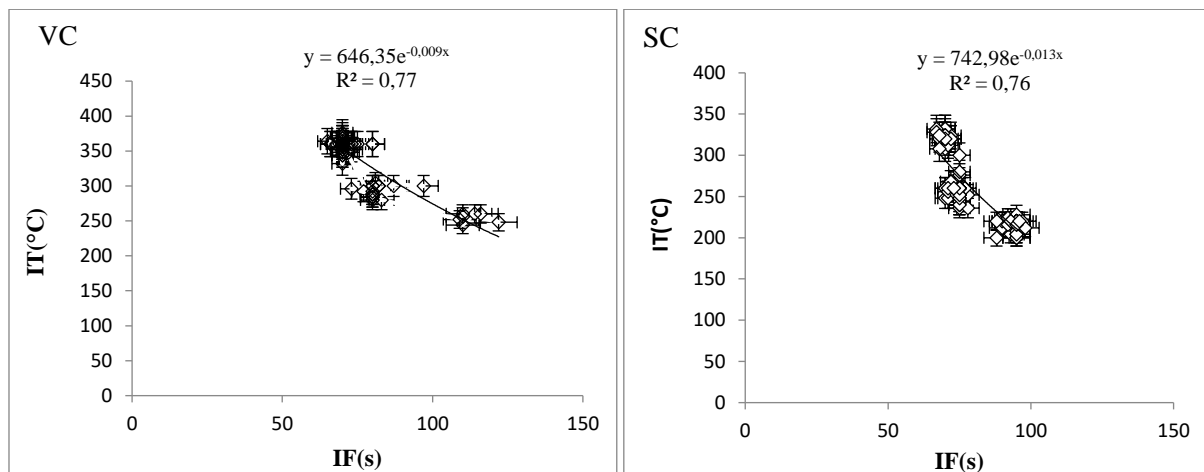 VC
y = 646,35e-0,009x
R² = 0,77
450
400
350
300
250
200
150
100
50
0
IT(°C)
0 50 100 150
IF(s)
SC
y = 742,98e-0,013x
R² = 0,76
400
350
300
250
200
150
100
50
0
IT(°C)
0 50 100 150
IF(s)